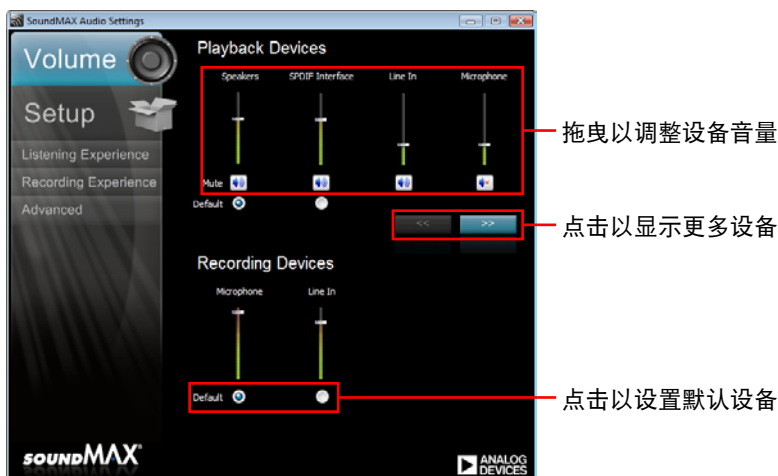 SoundMAX Audio Settings
Volume
Setup
Listening Experience
Recording Experience
Advanced
Playback Devices
Speakers SPDIF Interface Line In Microphone
Mute
Default
<< >>
Recording Devices
Microphone Line In
Default
SOUNDMAX®
ANALOG
DEVICES
拖曳以调整设备音量
点击以显示更多设备
点击以设置默认设备